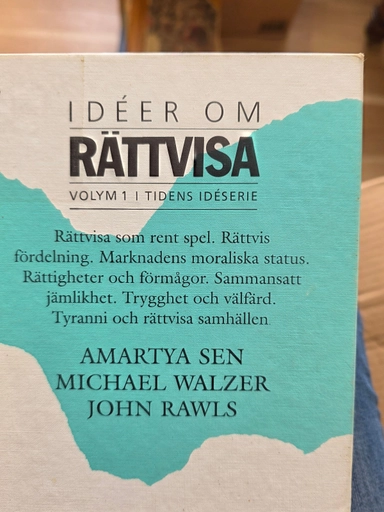 IDÉER OM
RÄTTVISA
VOLYM 1 I TIDENS IDÉSERIE
Rättvisa som rent spel. Rättvis
fördelning. Marknadens moraliska status.
Rättigheter och förmågor. Sammansatt
jämlikhet. Trygghet och välfärd.
Tyranni och rättvisa samhällen
AMARTYA SEN
MICHAEL WALZER
JOHN RAWLS